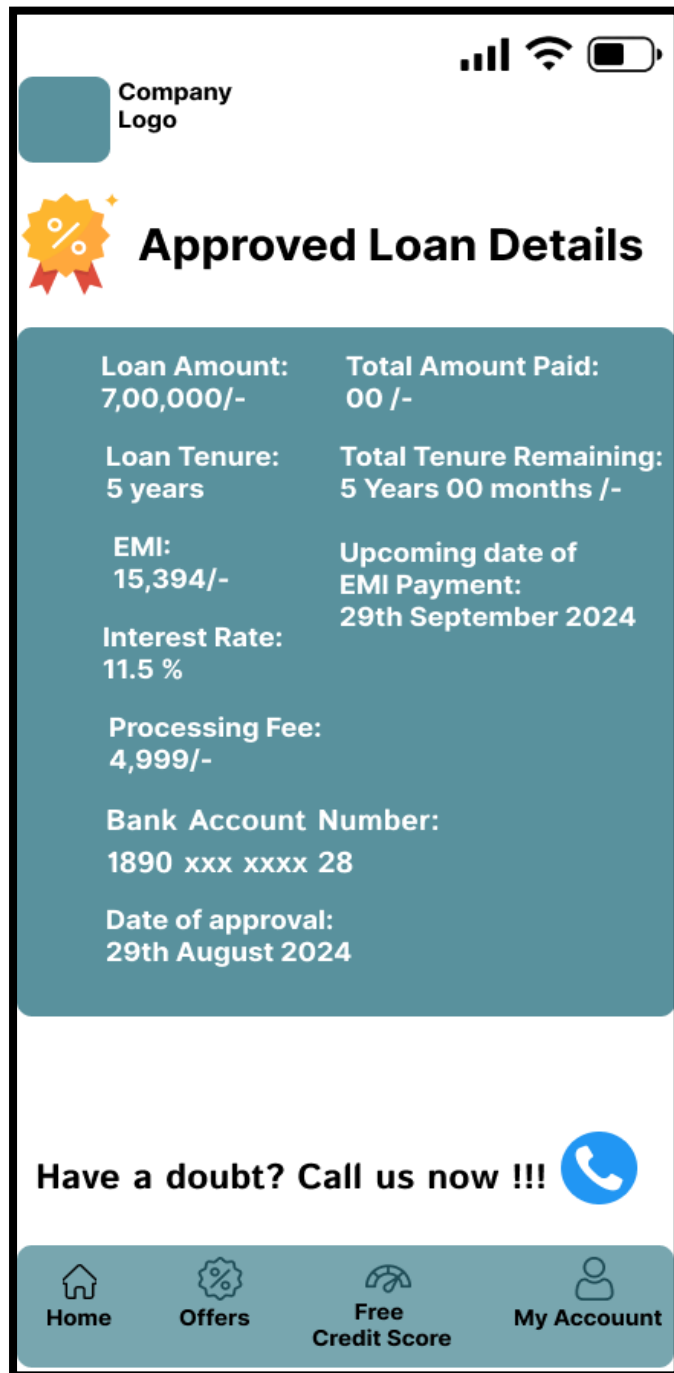 Company
Logo
Approved Loan Details
Loan Amount:
7,00,000/-
Total Amount Paid:
00 /-
Loan Tenure:
5 years
Total Tenure Remaining:
5 Years 00 months /-
EMI:
15,394/-
Upcoming date of
EMI Payment:
29th September 2024
Interest Rate:
11.5 %
Processing Fee:
4,999/-
Bank Account Number:
1890 xxx xxxx 28
Date of approval:
29th August 2024
Have a doubt? Call us now !!!
Home
Offers
Free
Credit Score
My Accouunt